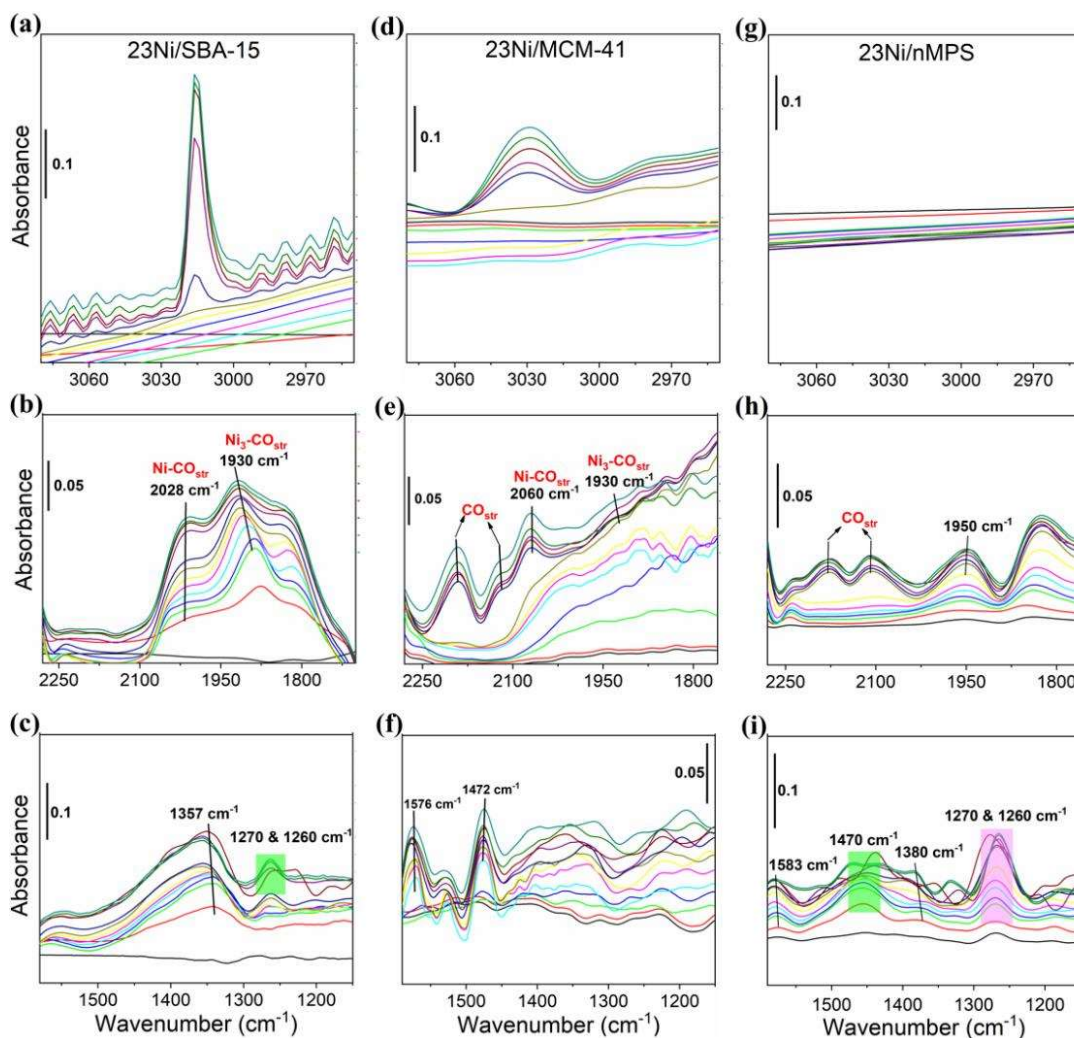 (a)
23Ni/SBA-15
0.1
Absorbance
3060 3030 3000 2970
(d)
23Ni/MCM-41
0.1
3060 3030 3000 2970
(g)
23Ni/nMPS
0.1
3060 3030 3000 2970
(b)
0.05
Ni-COstr
2028 cm-1
Ni3-COstr
1930 cm-1
Absorbance
2250 2100 1950 1800
(e)
0.05
COstr
Ni-COstr
2060 cm-1
Ni3-COstr
1930 cm-1
2250 2100 1950 1800
(h)
0.05
COstr
1950 cm-1
2250 2100 1950 1800
(c)
0.1
1357 cm-1
1270 & 1260 cm-1
Absorbance
1500 1400 1300 1200
Wavenumber (cm-1)
(f)
1576 cm-1
1472 cm-1
0.05
1500 1400 1300 1200
Wavenumber (cm-1)
(i)
0.1
1583 cm-1
1470 cm-1
1380 cm-1
1270 & 1260 cm-1
1500 1400 1300 1200
Wavenumber (cm-1)